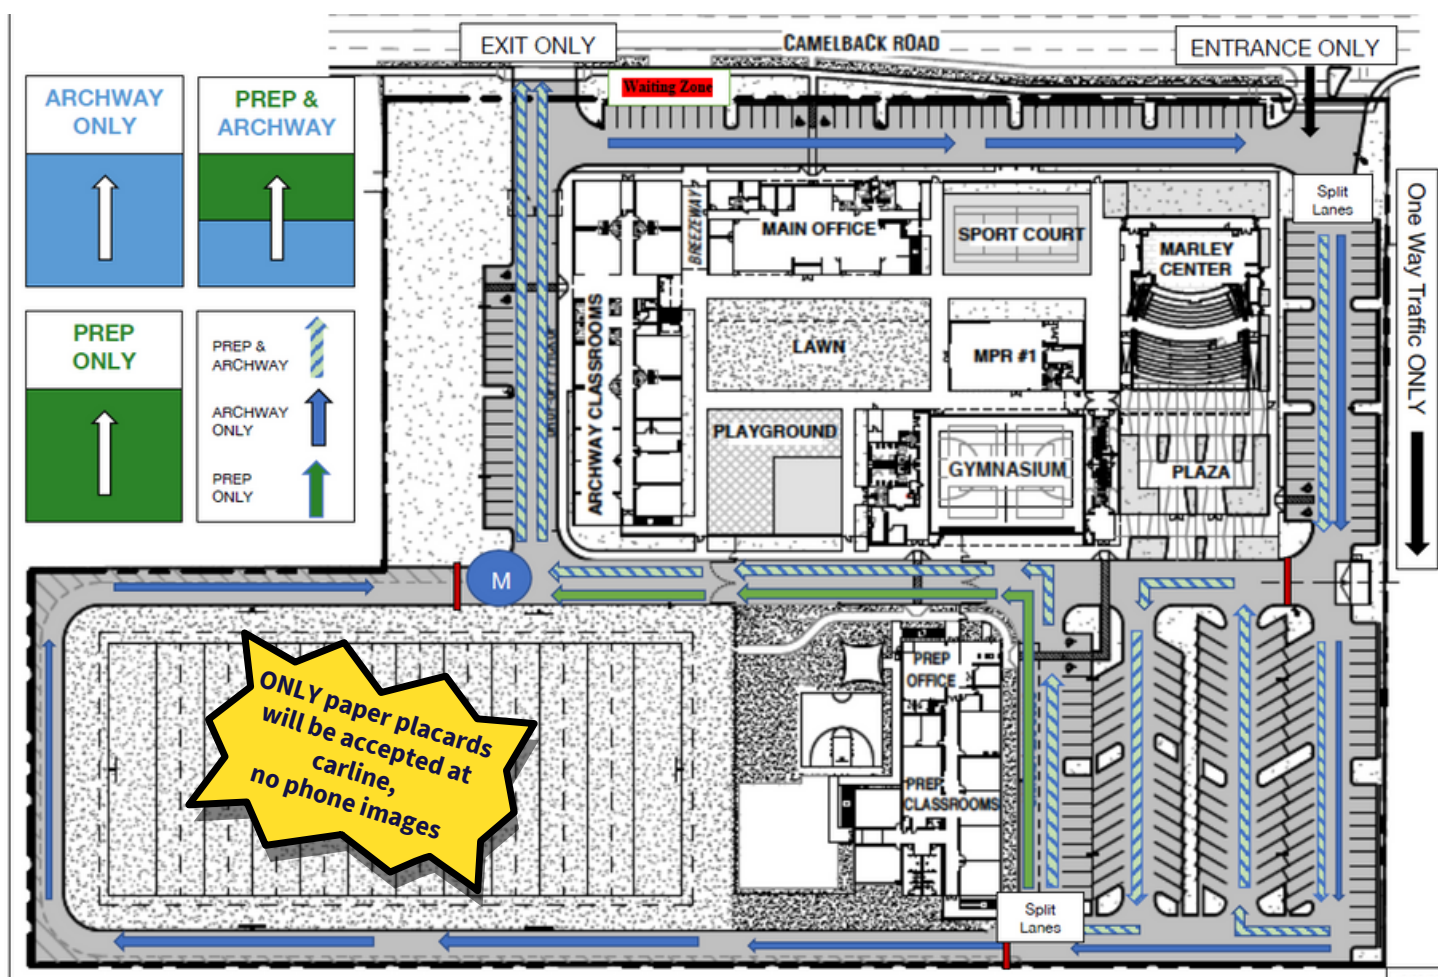 EXIT ONLY
CAMELBACK ROAD
ENTRANCE ONLY
Waiting Zone
ARCHWAY
ONLY
PREP &
ARCHWAY
PREP
ONLY
PREP &
ARCHWAY
ARCHWAY
ONLY
PREP
ONLY
Split
Lanes
One Way Traffic ONLY
BREEZEWAY
MAIN OFFICE
SPORT COURT
MARLEY
CENTER
ARCHWAY CLASSROOMS
LAWN
MPR #1
PLAYGROUND
GYMNASIUM
PLAZA
M
PREP
OFFICE
PREP
CLASSROOMS
ONLY paper placards
will be accepted at
carline,
no phone images
Split
Lanes